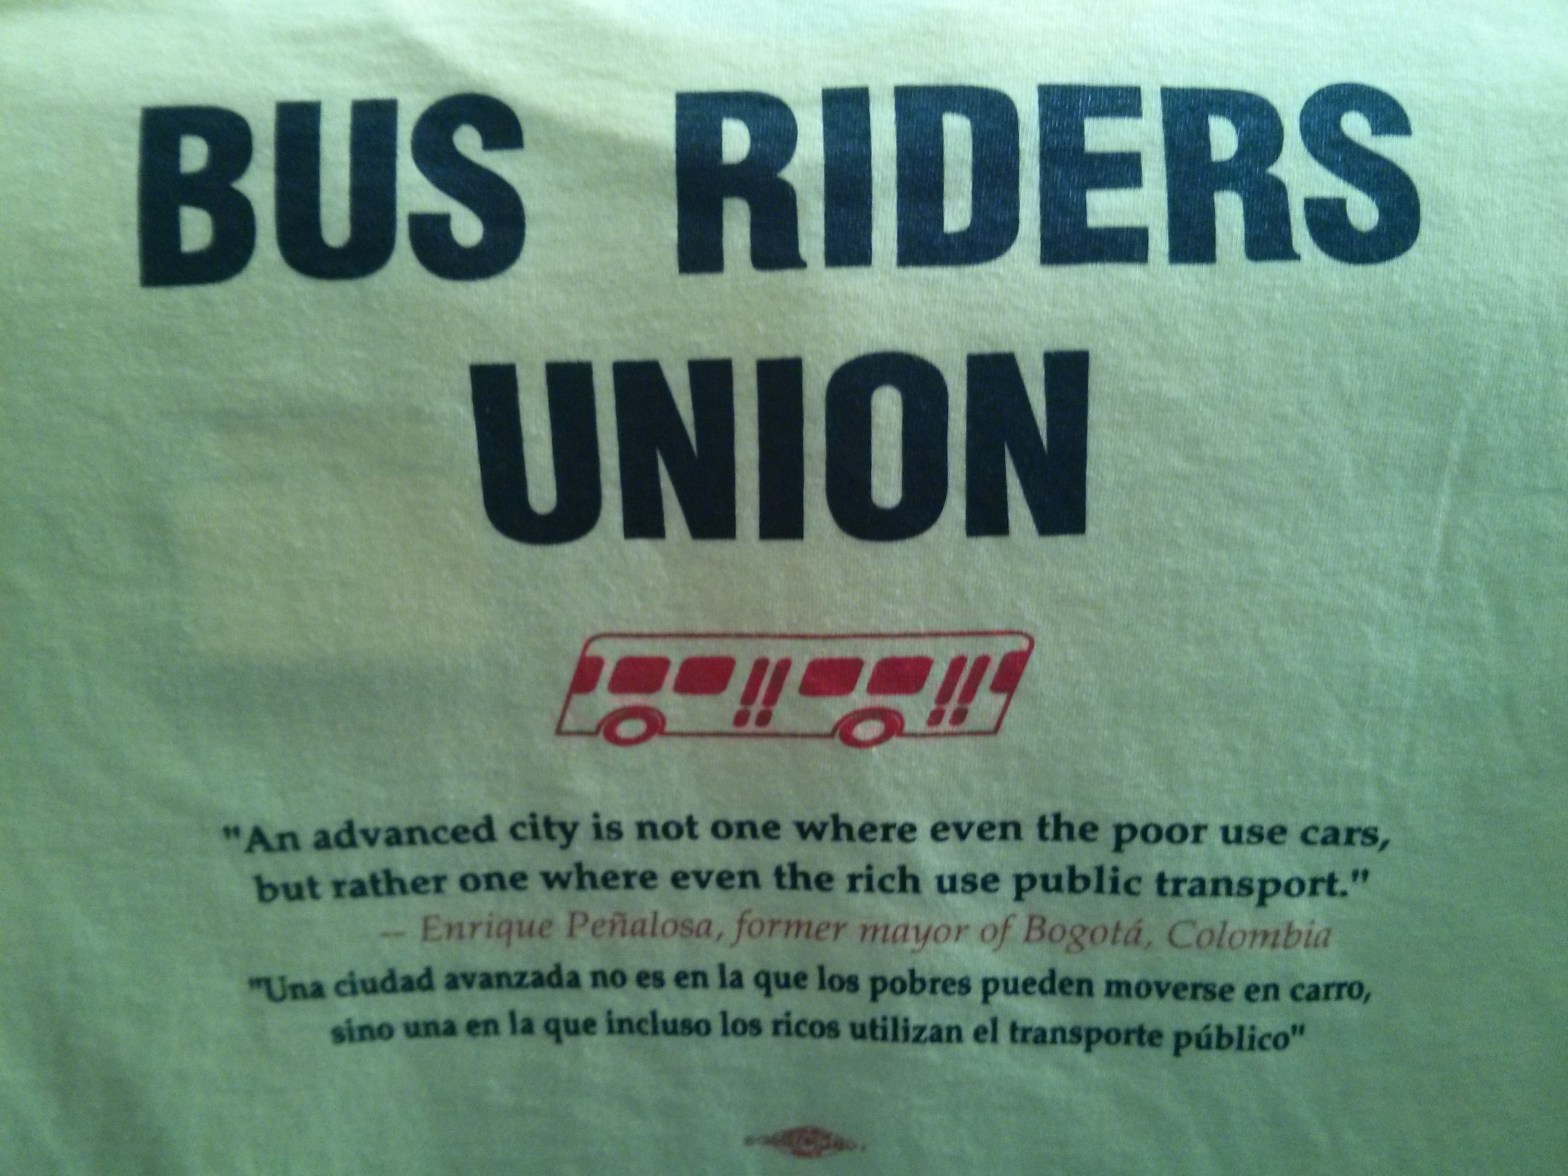 BUS RIDERS
UNION
"An advanced city is not one where even the poor use cars,
but rather one where even the rich use public transport."
— Enrique Peñalosa, former mayor of Bogotá, Colombia
"Una ciudad avanzada no es en la que los pobres pueden moverse en carro,
sino una en la que incluso los ricos utilizan el transporte público"